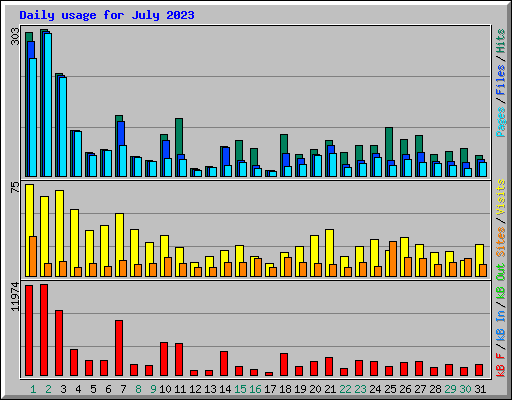 Daily usage for July 2023
303
Pages / Files / Hits
75
Sites / Visits
11974
kB F / kB In / kB Out
1 2 3 4 5 6 7 8 9 10 11 12 13 14 15 16 17 18 19 20 21 22 23 24 25 26 27 28 29 30 31